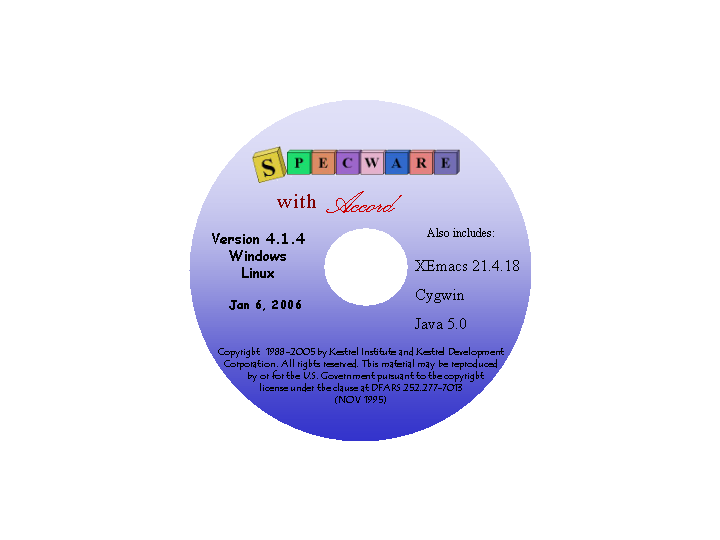 SPECWARE
with Accord
Version 4.1.4
Windows
Linux
Jan 6, 2006
Also includes:
XEmacs 21.4.18
Cygwin
Java 5.0
Copyright 1988-2005 by Kestrel Institute and Kestrel Development
Corporation. All rights reserved. This material may be reproduced
by or for the U.S. Government pursuant to the copyright
license under the clause at DFARS 252.277-7013
(NOV 1995)